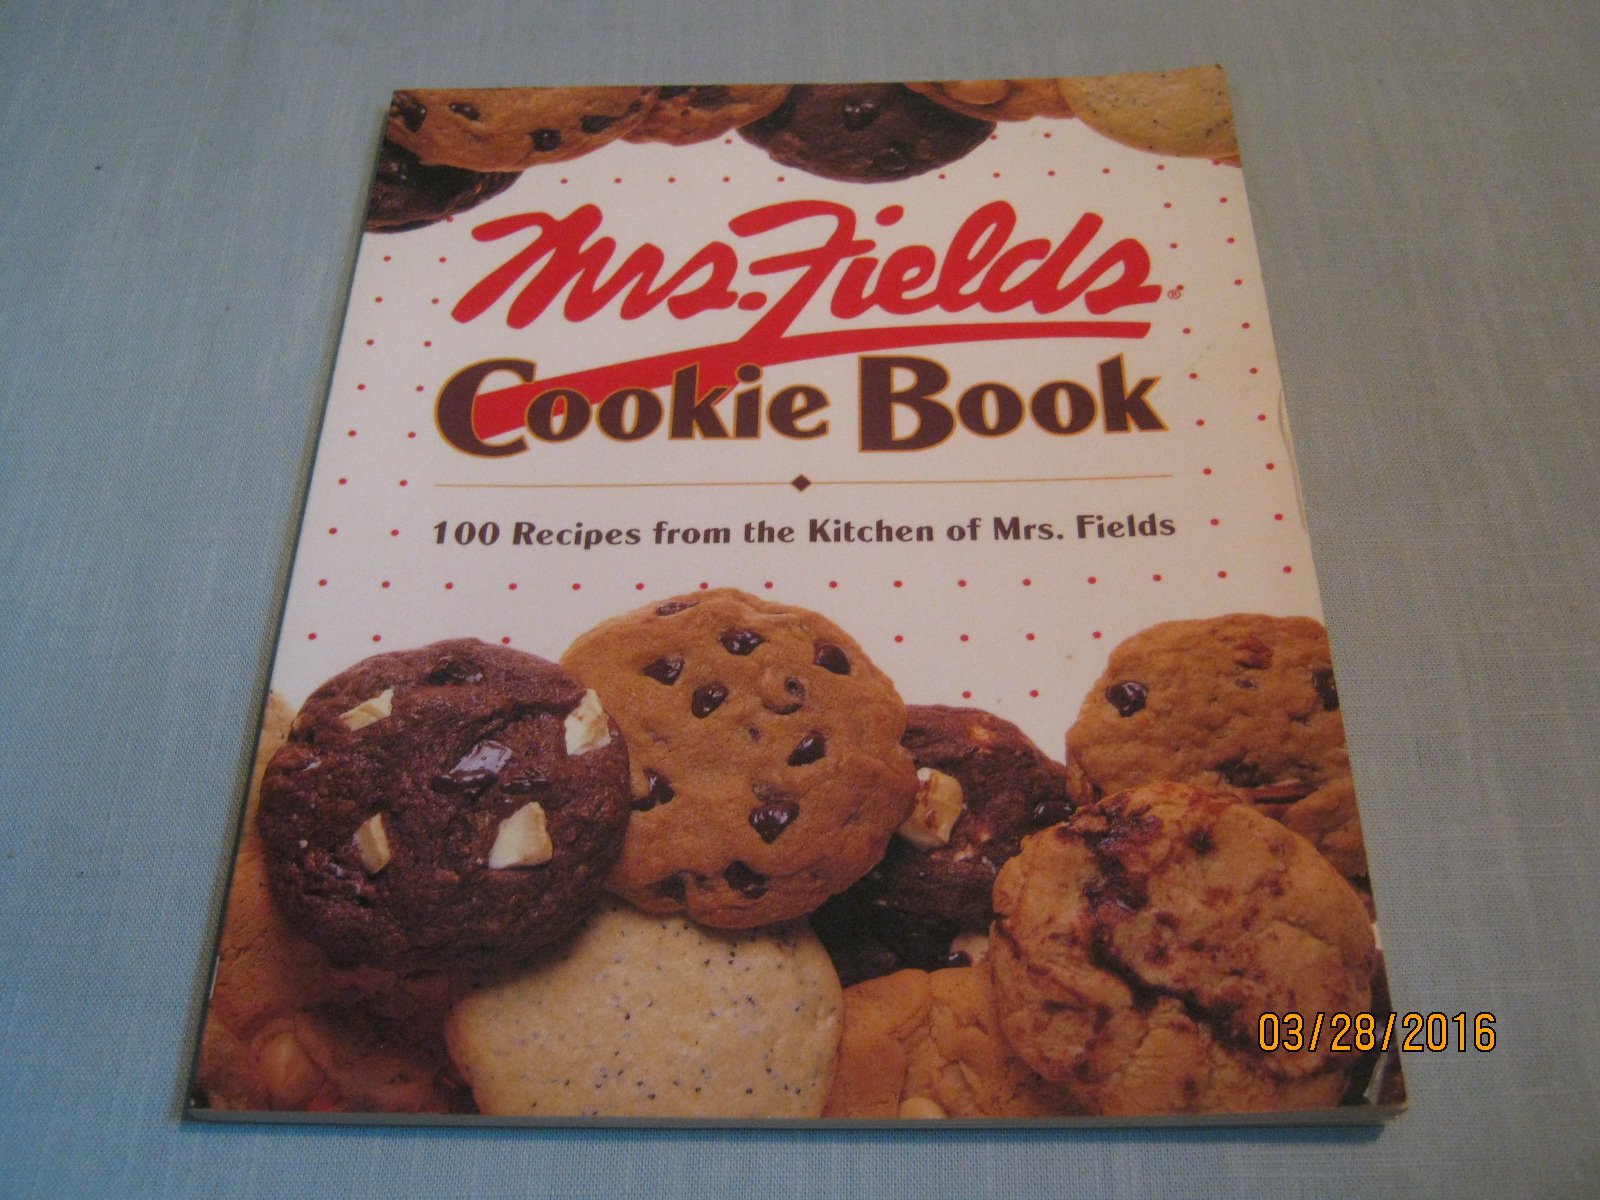 Mrs. Fields®
Cookie Book
100 Recipes from the Kitchen of Mrs. Fields
03/28/2016